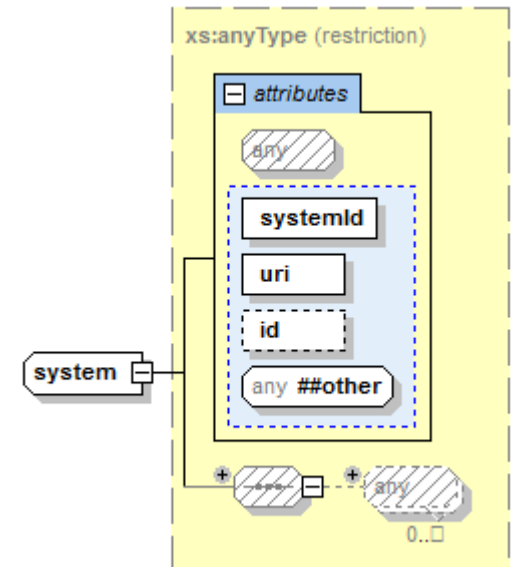 xs:anyType (restriction)
attributes
any
systemId
uri
id
any ##other
system
any
0..□